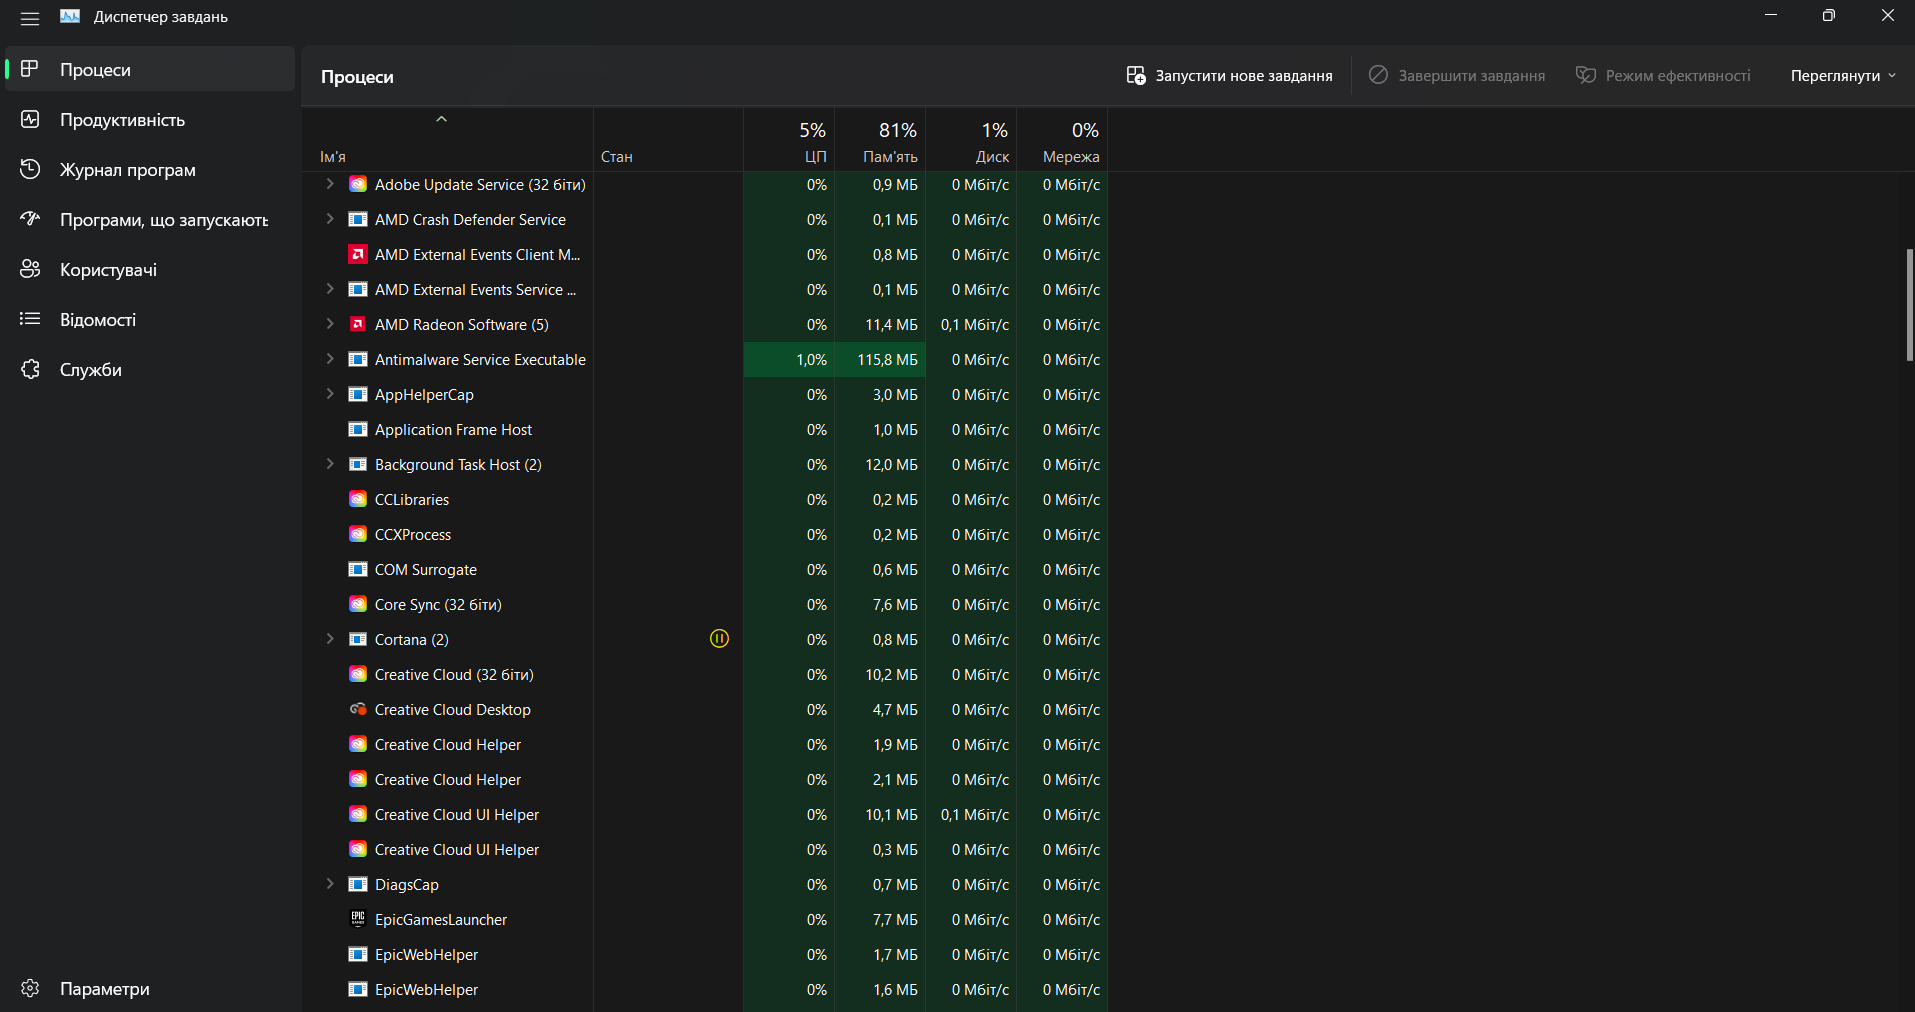 Диспетчер завдань
Процеси
Продуктивність
Журнал програм
Програми, що запускають
Користувачі
Відомості
Служби
Параметри
Процеси
Запустити нове завдання
Завершити завдання
Режим ефективності
Переглянути
5% 81% 1% 0%
Ім'я Стан ЦП Пам'ять Диск Мережа
Adobe Update Service (32 біти) 0% 0,9 МБ 0 Мбіт/с 0 Мбіт/с
AMD Crash Defender Service 0% 0,1 МБ 0 Мбіт/с 0 Мбіт/с
AMD External Events Client M... 0% 0,8 МБ 0 Мбіт/с 0 Мбіт/с
AMD External Events Service ... 0% 0,1 МБ 0 Мбіт/с 0 Мбіт/с
AMD Radeon Software (5) 0% 11,4 МБ 0,1 Мбіт/с 0 Мбіт/с
Antimalware Service Executable 1,0% 115,8 МБ 0 Мбіт/с 0 Мбіт/с
AppHelperCap 0% 3,0 МБ 0 Мбіт/с 0 Мбіт/с
Application Frame Host 0% 1,0 МБ 0 Мбіт/с 0 Мбіт/с
Background Task Host (2) 0% 12,0 МБ 0 Мбіт/с 0 Мбіт/с
CCLibraries 0% 0,2 МБ 0 Мбіт/с 0 Мбіт/с
CCXProcess 0% 0,2 МБ 0 Мбіт/с 0 Мбіт/с
COM Surrogate 0% 0,6 МБ 0 Мбіт/с 0 Мбіт/с
Core Sync (32 біти) 0% 7,6 МБ 0 Мбіт/с 0 Мбіт/с
Cortana (2) 0% 0,8 МБ 0 Мбіт/с 0 Мбіт/с
Creative Cloud (32 біти) 0% 10,2 МБ 0 Мбіт/с 0 Мбіт/с
Creative Cloud Desktop 0% 4,7 МБ 0 Мбіт/с 0 Мбіт/с
Creative Cloud Helper 0% 1,9 МБ 0 Мбіт/с 0 Мбіт/с
Creative Cloud Helper 0% 2,1 МБ 0 Мбіт/с 0 Мбіт/с
Creative Cloud UI Helper 0% 10,1 МБ 0,1 Мбіт/с 0 Мбіт/с
Creative Cloud UI Helper 0% 0,3 МБ 0 Мбіт/с 0 Мбіт/с
DiagsCap 0% 0,7 МБ 0 Мбіт/с 0 Мбіт/с
EpicGamesLauncher 0% 7,7 МБ 0 Мбіт/с 0 Мбіт/с
EpicWebHelper 0% 1,7 МБ 0 Мбіт/с 0 Мбіт/с
EpicWebHelper 0% 1,6 МБ 0 Мбіт/с 0 Мбіт/с